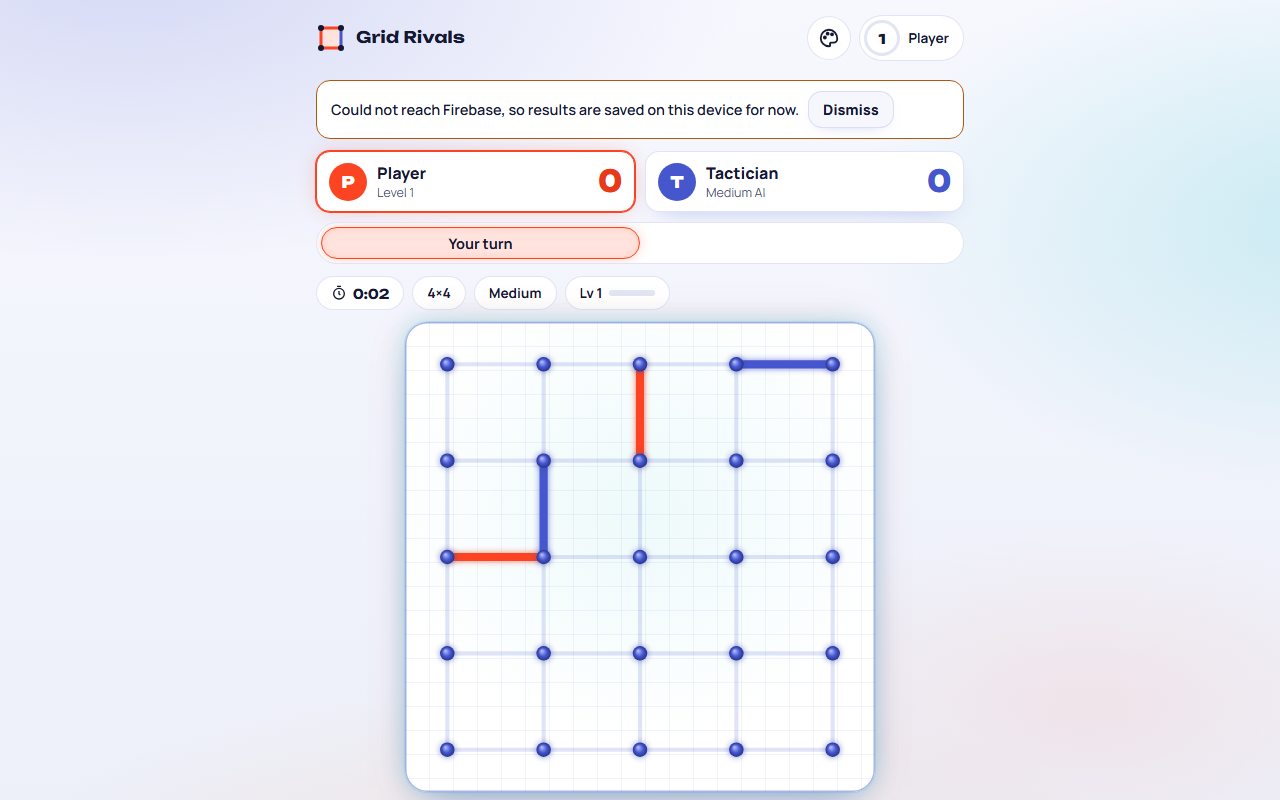 Grid Rivals
1 Player
Could not reach Firebase, so results are saved on this device for now. Dismiss
P Player 0
Level 1
T Tactician 0
Medium AI
Your turn
0:02 4×4 Medium Lv 1